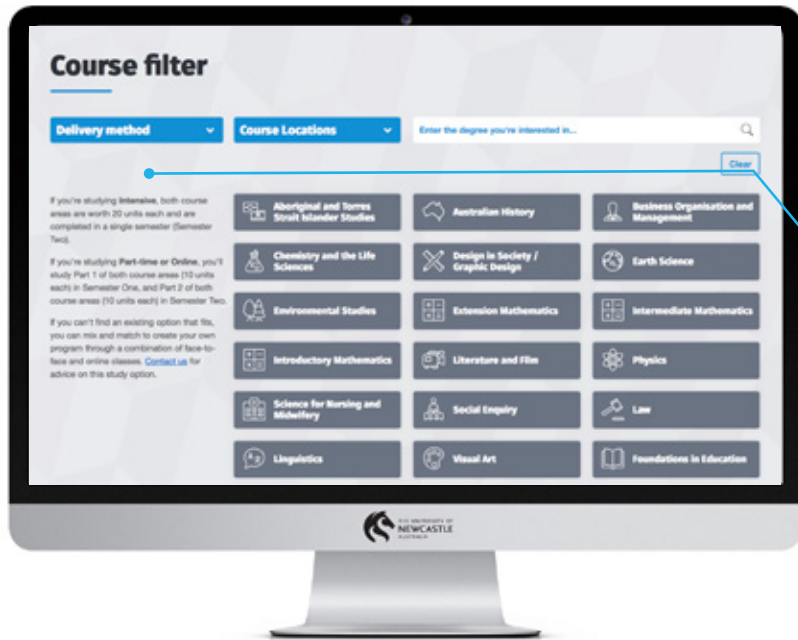 Course filter
Delivery method
Course Locations
Enter the degree you're interested in...
Clear
If you're studying Intensive, both course
areas are worth 20 units each and are
completed in a single semester (Semester
Two).
If you're studying Part-time or Online, you'll
study Part 1 of both course areas (10 units
each) in Semester One, and Part 2 of both
course areas (10 units each) in Semester Two.
If you can't find an existing option that fits,
you can mix and match to create your own
program through a combination of face-to-
face and online classes. Contact us for
advice on this study option.
Aboriginal and Torres
Strait Islander Studies
Australian History
Business Organisation and
Management
Chemistry and the Life
Sciences
Design in Society /
Graphic Design
Earth Science
Environmental Studies
Extension Mathematics
Intermediate Mathematics
Introductory Mathematics
Literature and Film
Physics
Science for Nursing and
Midwifery
Social Enquiry
Law
Linguistics
Visual Art
Foundations in Education
THE UNIVERSITY OF
NEWCASTLE
AUSTRALIA